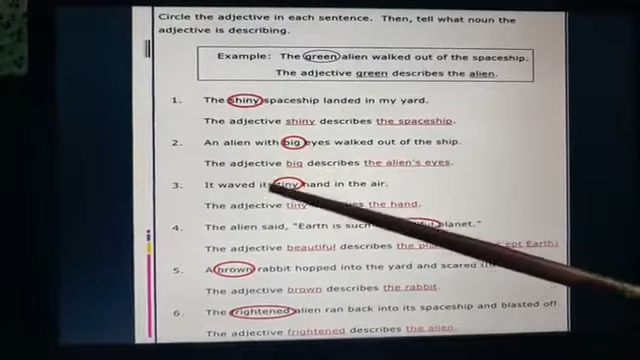 Circle the adjective in each sentence. Then, tell what noun the
adjective is describing.
Example: The green alien walked out of the spaceship.
The adjective green describes the alien.
1. The shiny spaceship landed in my yard.
The adjective shiny describes the spaceship.
2. An alien with big eyes walked out of the ship.
The adjective big describes the alien's eyes.
3. It waved its tiny hand in the air.
The adjective tiny the hand.
4. The alien said, "Earth is such planet."
The adjective beautiful describes the Earth)
5. A brown rabbit hopped into the yard and scared
The adjective brown describes the rabbit.
6. The frightened alien ran back into its spaceship and blasted off
The adjective frightened describes the alien